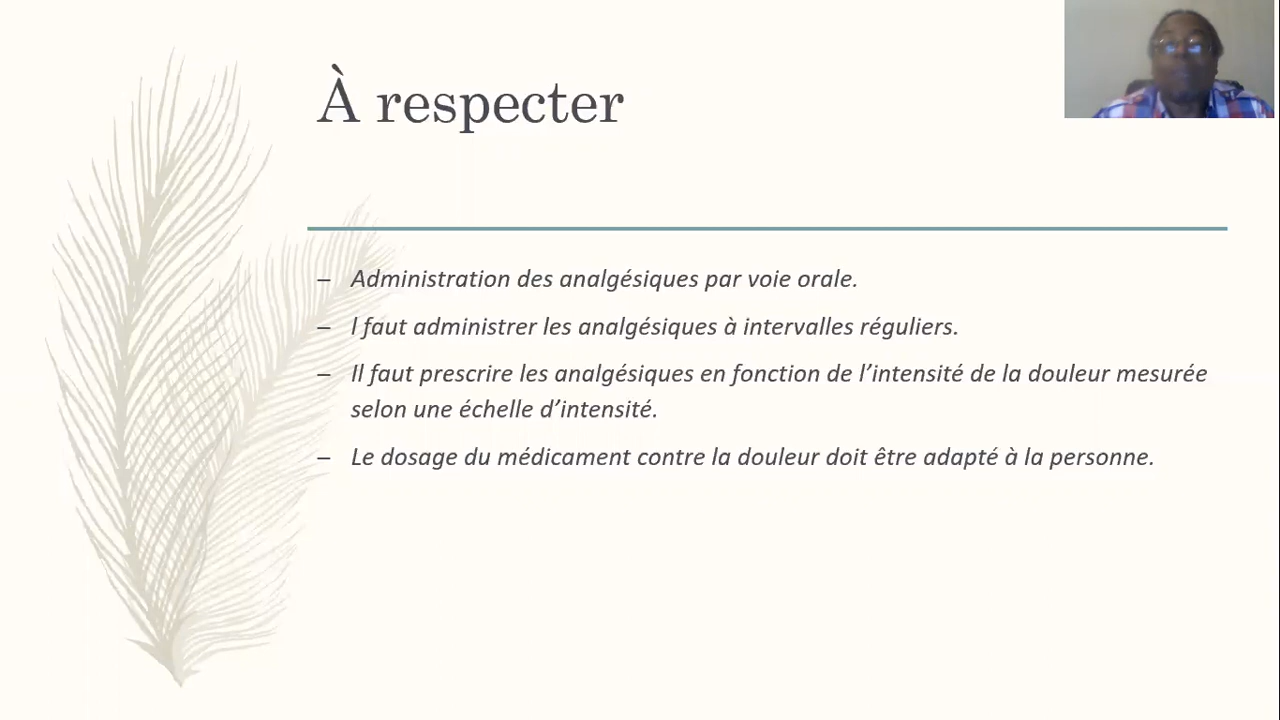 À respecter
– Administration des analgésiques par voie orale.
– l faut administrer les analgésiques à intervalles réguliers.
– Il faut prescrire les analgésiques en fonction de l’intensité de la douleur mesurée
selon une échelle d’intensité.
– Le dosage du médicament contre la douleur doit être adapté à la personne.